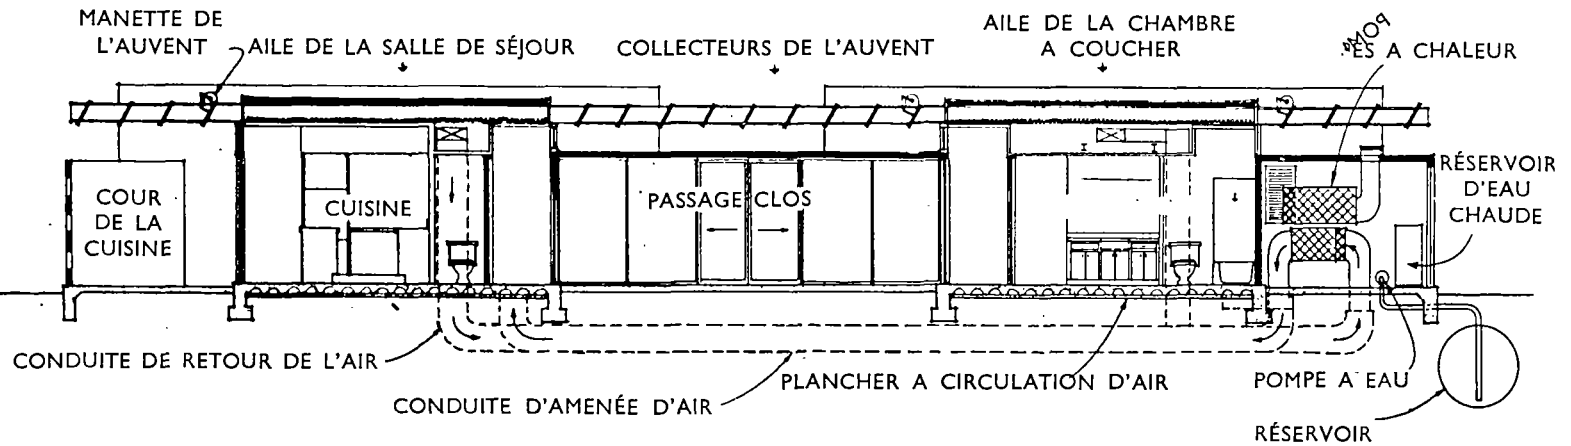 MANETTE DE
L'AUVENT
AILE DE LA SALLE DE SÉJOUR
COLLECTEURS DE L'AUVENT
AILE DE LA CHAMBRE
A COUCHER
POMPES A CHALEUR
COUR
DE LA
CUISINE
CUISINE
PASSAGE CLOS
RÉSERVOIR
D'EAU
CHAUDE
CONDUITE DE RETOUR DE L'AIR
CONDUITE D'AMENÉE D'AIR
PLANCHER A CIRCULATION D'AIR
POMPE A EAU
RÉSERVOIR